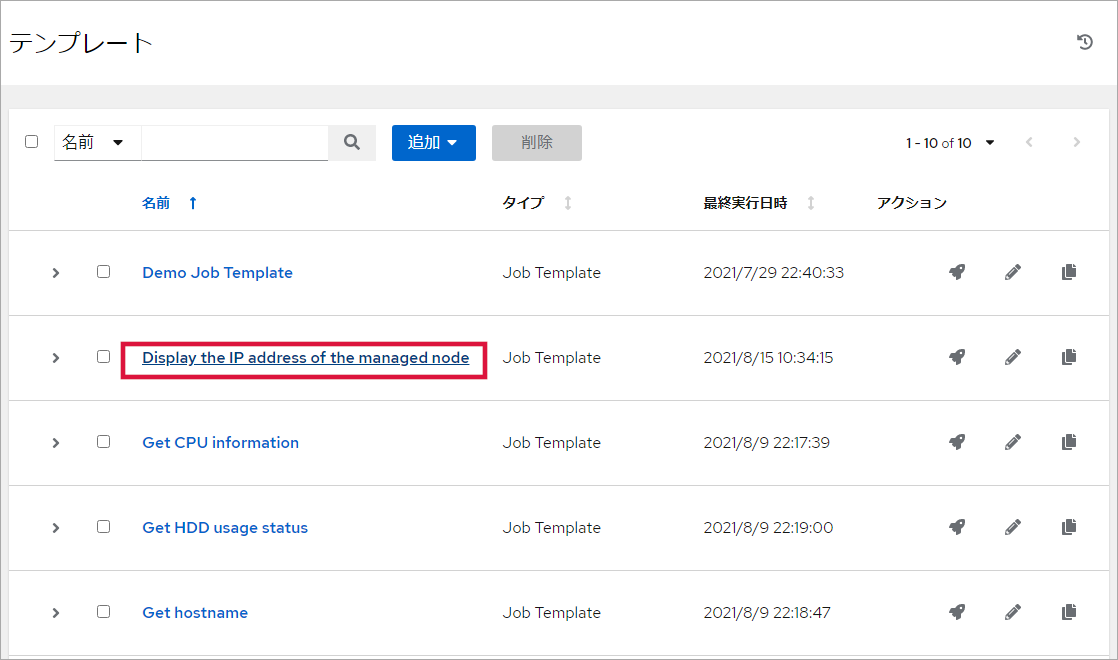 テンプレート
名前 追加 削除 1 - 10 of 10
名前 タイプ 最終実行日時 アクション
Demo Job Template Job Template 2021/7/29 22:40:33
Display the IP address of the managed node Job Template 2021/8/15 10:34:15
Get CPU information Job Template 2021/8/9 22:17:39
Get HDD usage status Job Template 2021/8/9 22:19:00
Get hostname Job Template 2021/8/9 22:18:47